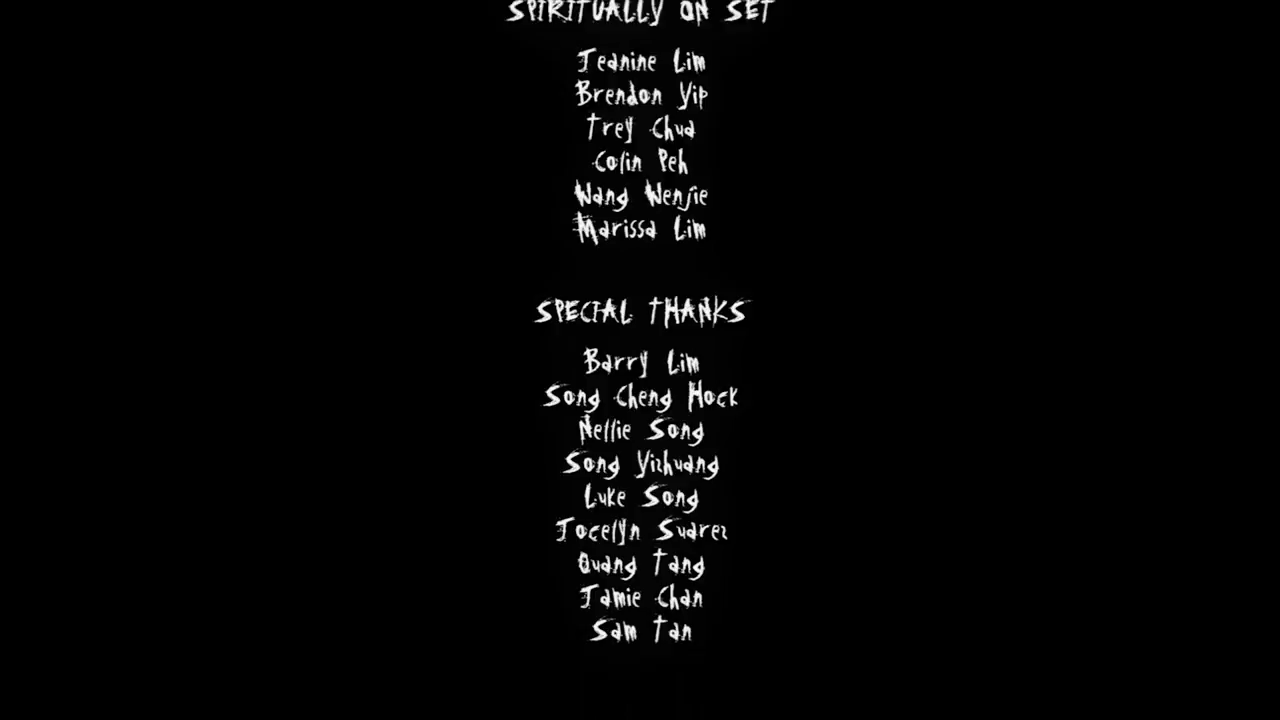 SPIRITUALLY ON SET
Jeanine Lim
Brendon Yip
Trey Chua
Colin Peh
Wang Wenjie
Marissa Lim
SPECIAL THANKS
Barry Lim
Song Cheng Hock
Nellie Song
Song Yizhuang
Luke Song
Jocelyn Suarez
Quang Tang
Jamie Chan
Sam Tan